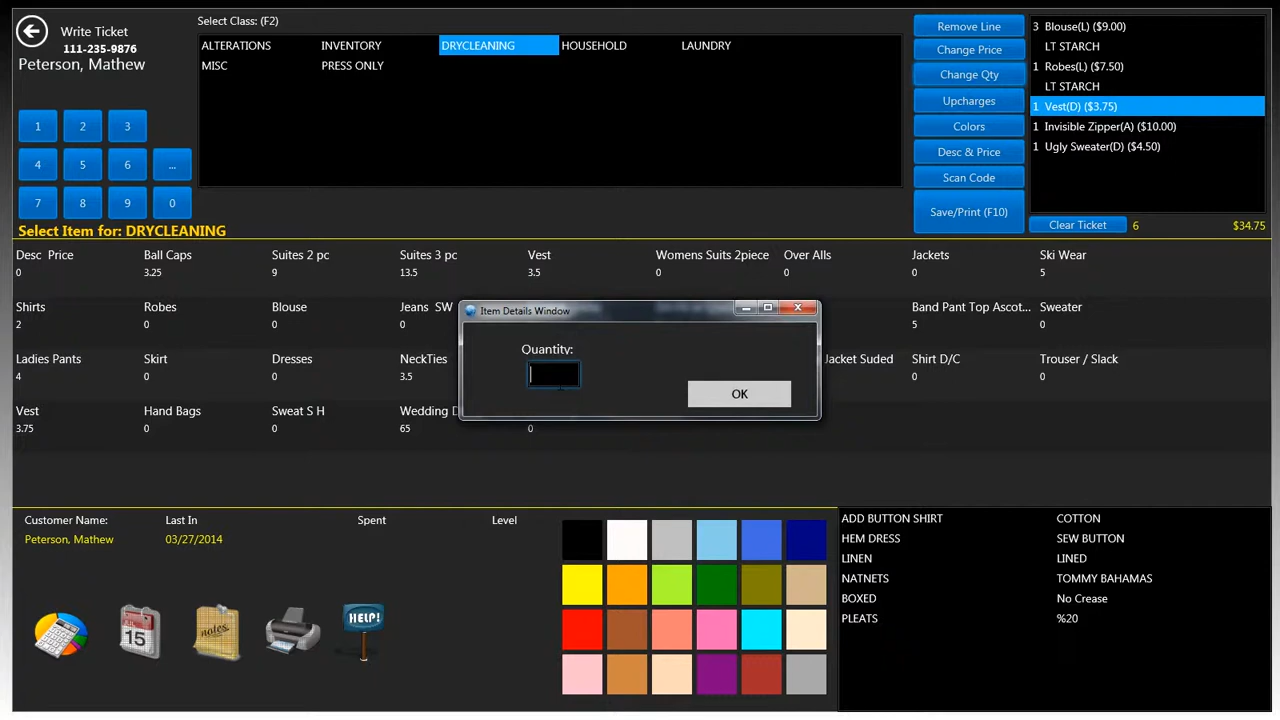 Write Ticket
111-235-9876
Peterson, Mathew
1 2 3
4 5 6 ...
7 8 9 0
Select Class: (F2)
ALTERATIONS INVENTORY DRYCLEANING HOUSEHOLD LAUNDRY
MISC PRESS ONLY
Remove Line
Change Price
Change Qty
Upcharges
Colors
Desc & Price
Scan Code
Save/Print (F10)
3 Blouse(L) ($9.00)
LT STARCH
1 Robes(L) ($7.50)
LT STARCH
1 Vest(D) ($3.75)
1 Invisible Zipper(A) ($10.00)
1 Ugly Sweater(D) ($4.50)
Clear Ticket 6 $34.75
Select Item for: DRYCLEANING
Desc Price Ball Caps Suites 2 pc Suites 3 pc Vest Womens Suits 2piece Over Alls Jackets Ski Wear
0 3.25 9 13.5 3.5 0 0 0 5
Shirts Robes Blouse Jeans SW Band Pant Top Ascot... Sweater
2 0 0 0 5 0
Ladies Pants Skirt Dresses NeckTies Jacket Suded Shirt D/C Trouser / Slack
4 0 0 3.5 0 0
Vest Hand Bags Sweat S H Wedding D
3.75 0 0 65 0
Item Details Window
Quantity:
OK
Customer Name: Last In Spent Level
Peterson, Mathew 03/27/2014
15
notes
HELP!
ADD BUTTON SHIRT COTTON
HEM DRESS SEW BUTTON
LINEN LINED
NATNETS TOMMY BAHAMAS
BOXED No Crease
PLEATS %20